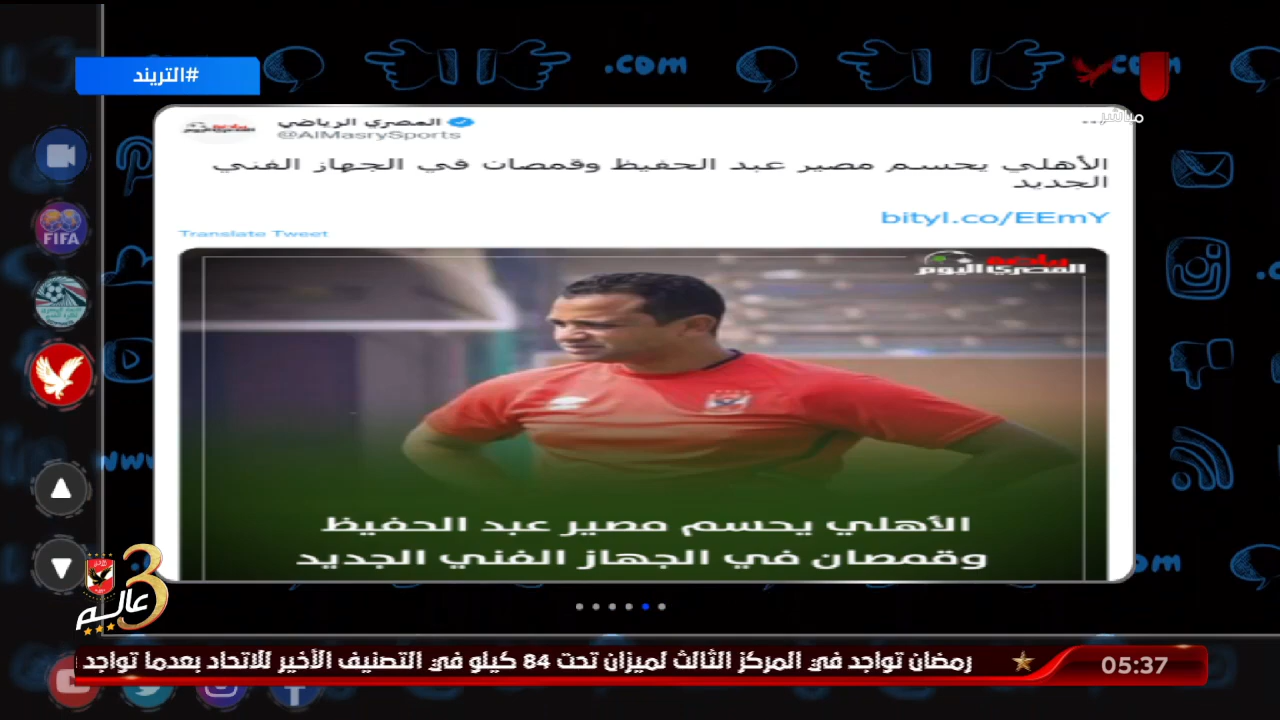 #التريند
.com
مباشر
المصري الرياضي
@AlMasrySports
الأهلي يحسم مصير عبد الحفيظ وقمصان في الجهاز الفني
الجديد
bityl.co/EEmY
Translate Tweet
رياضة
المصري اليوم
الأهلي يحسم مصير عبد الحفيظ
وقمصان في الجهاز الفني الجديد
FIFA
3
عالم
رمضان تواجد في المركز الثالث لميزان تحت 84 كيلو في التصنيف الأخير للاتحاد بعدما تواجد
05:37